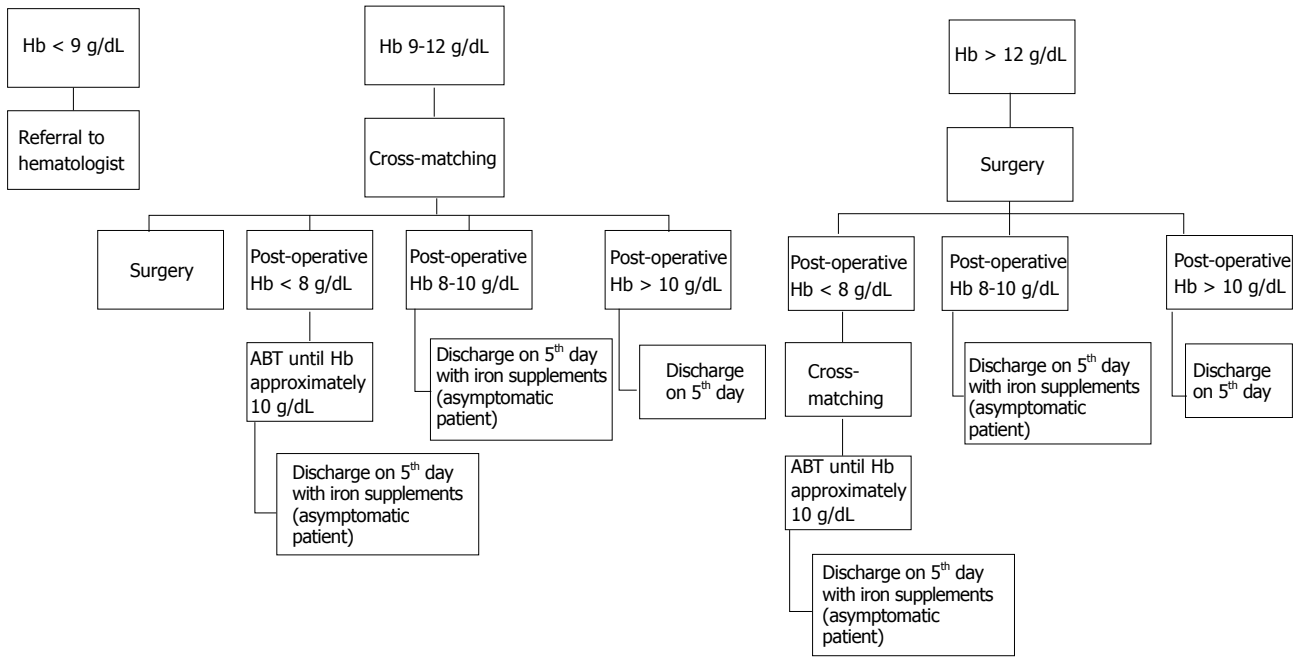 Hb < 9 g/dL
Referral to
hematologist
Hb 9-12 g/dL
Cross-matching
Surgery
Post-operative
Hb < 8 g/dL
ABT until Hb
approximately
10 g/dL
Discharge on 5th day
with iron supplements
(asymptomatic
patient)
Post-operative
Hb 8-10 g/dL
Discharge on 5th day
with iron supplements
(asymptomatic
patient)
Post-operative
Hb > 10 g/dL
Discharge
on 5th day
Hb > 12 g/dL
Surgery
Post-operative
Hb < 8 g/dL
Cross-
matching
ABT until Hb
approximately
10 g/dL
Discharge on 5th day
with iron supplements
(asymptomatic
patient)
Post-operative
Hb 8-10 g/dL
Discharge on 5th day
with iron supplements
(asymptomatic
patient)
Post-operative
Hb > 10 g/dL
Discharge
on 5th day